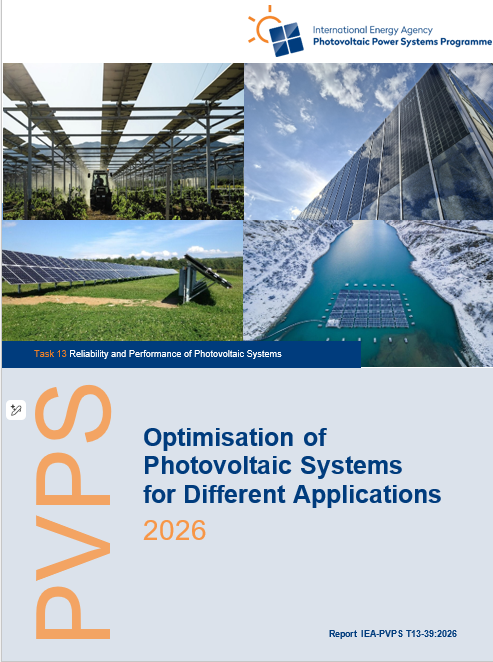 International Energy Agency
Photovoltaic Power Systems Programme
Task 13 Reliability and Performance of Photovoltaic Systems
PVPS
Optimisation of
Photovoltaic Systems
for Different Applications
2026
Report IEA-PVPS T13-39:2026